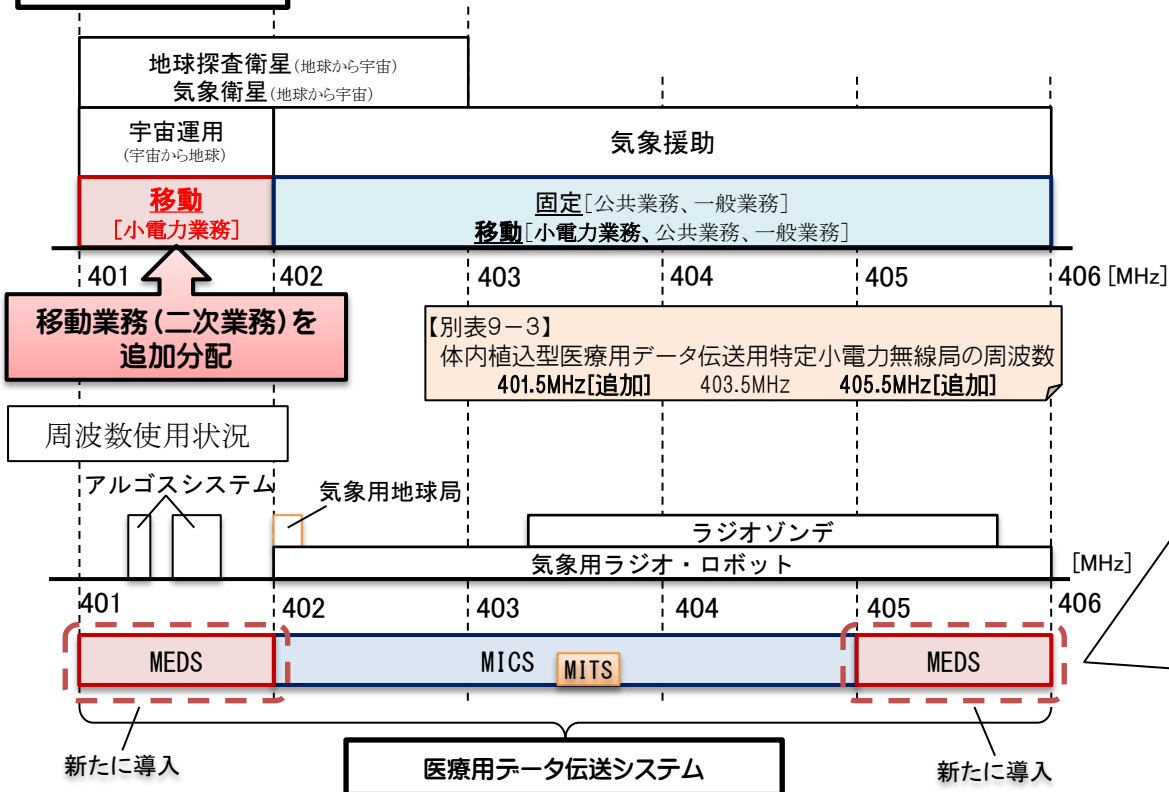 地球探査衛星(地球から宇宙)
気象衛星(地球から宇宙)
宇宙運用
(宇宙から地球)
気象援助
移動
[小電力業務]
固定[公共業務、一般業務]
移動[小電力業務、公共業務、一般業務]
401 402 403 404 405 406 [MHz]
移動業務(二次業務)を
追加分配
【別表9-3】
体内植込型医療用データ伝送用特定小電力無線局の周波数
401.5MHz[追加] 403.5MHz 405.5MHz[追加]
周波数使用状況
アルゴスシステム
気象用地球局
ラジオゾンデ
気象用ラジオ・ロボット
[MHz]
401 402 403 404 405 406
MEDS MICS MITS MEDS
新たに導入
医療用データ伝送システム
新たに導入